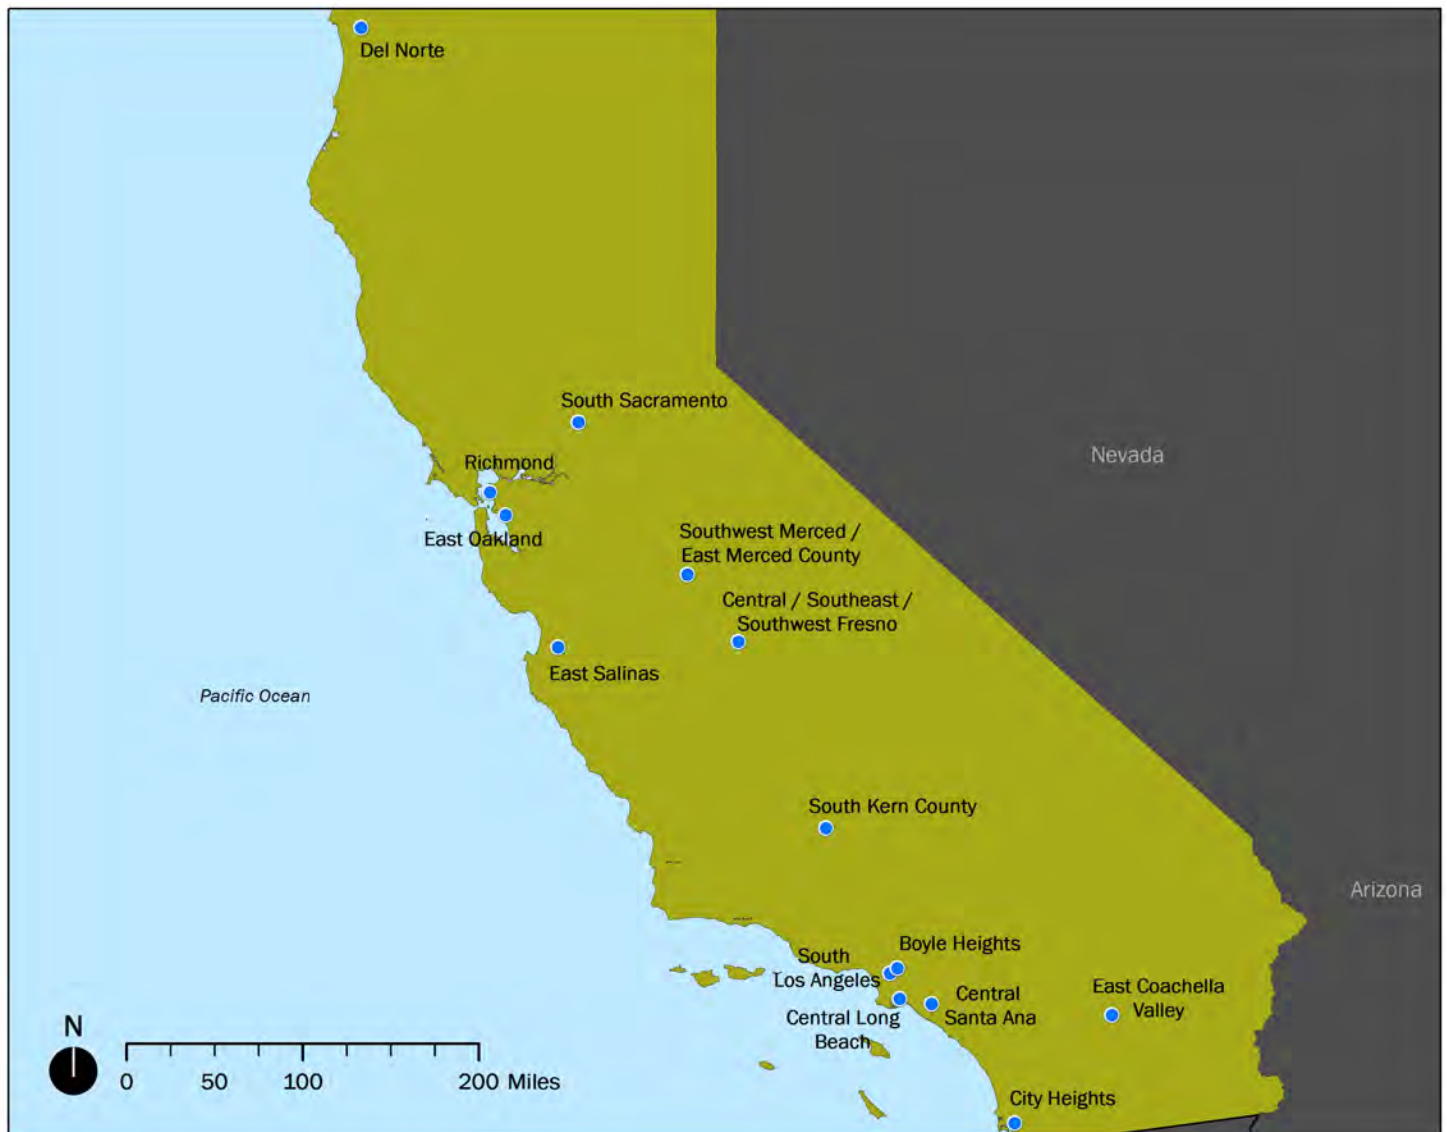 Del Norte
South Sacramento
Richmond
Nevada
East Oakland
Southwest Merced /
East Merced County
Central / Southeast /
Southwest Fresno
East Salinas
Pacific Ocean
South Kern County
Arizona
Boyle Heights
South
Los Angeles
Central
Santa Ana
East Coachella
Valley
Central Long
Beach
N
0 50 100 200 Miles
City Heights